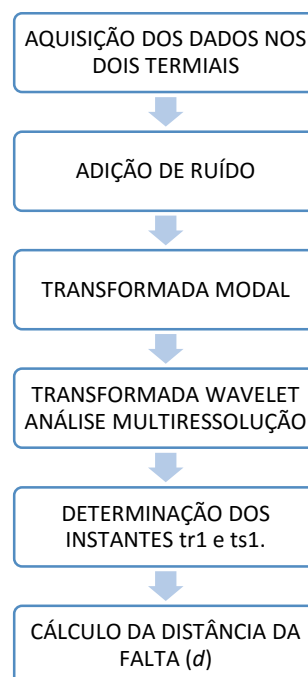 AQUISIÇÃO DOS DADOS NOS
DOIS TERMIAIS
ADIÇÃO DE RUÍDO
TRANSFORMADA MODAL
TRANSFORMADA WAVELET
ANÁLISE MULTIRESSOLUÇÃO
DETERMINAÇÃO DOS
INSTANTES tr1 e ts1.
CÁLCULO DA DISTÂNCIA DA
FALTA (d)